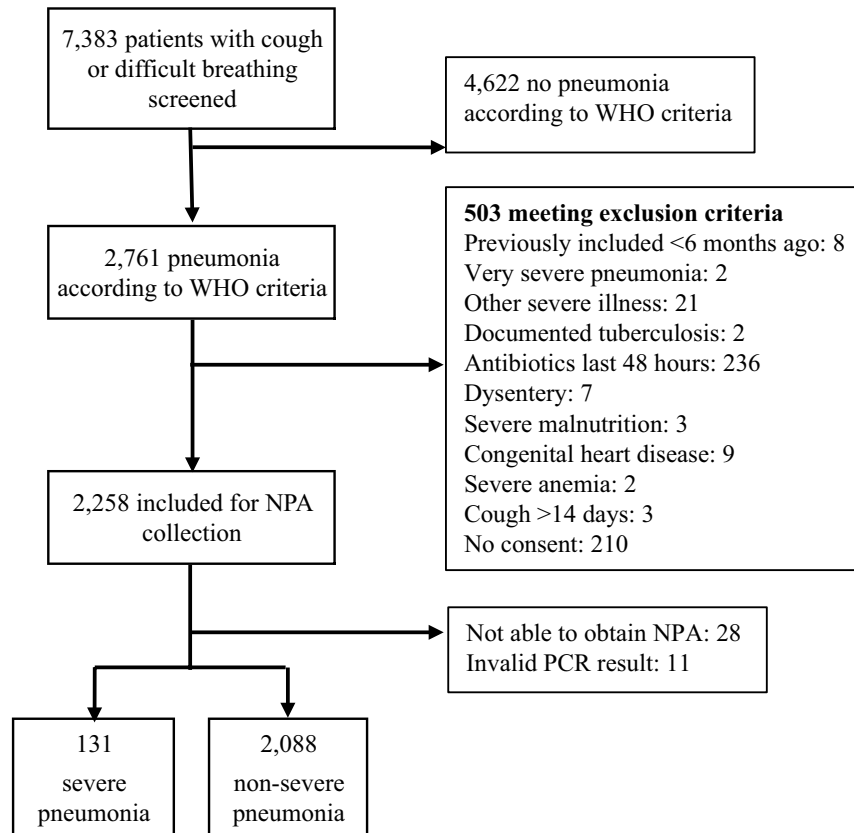 7,383 patients with cough
or difficult breathing
screened
4,622 no pneumonia
according to WHO criteria
2,761 pneumonia
according to WHO criteria
503 meeting exclusion criteria
Previously included <6 months ago: 8
Very severe pneumonia: 2
Other severe illness: 21
Documented tuberculosis: 2
Antibiotics last 48 hours: 236
Dysentery: 7
Severe malnutrition: 3
Congenital heart disease: 9
Severe anemia: 2
Cough >14 days: 3
No consent: 210
2,258 included for NPA
collection
Not able to obtain NPA: 28
Invalid PCR result: 11
131
severe
pneumonia
2,088
non-severe
pneumonia